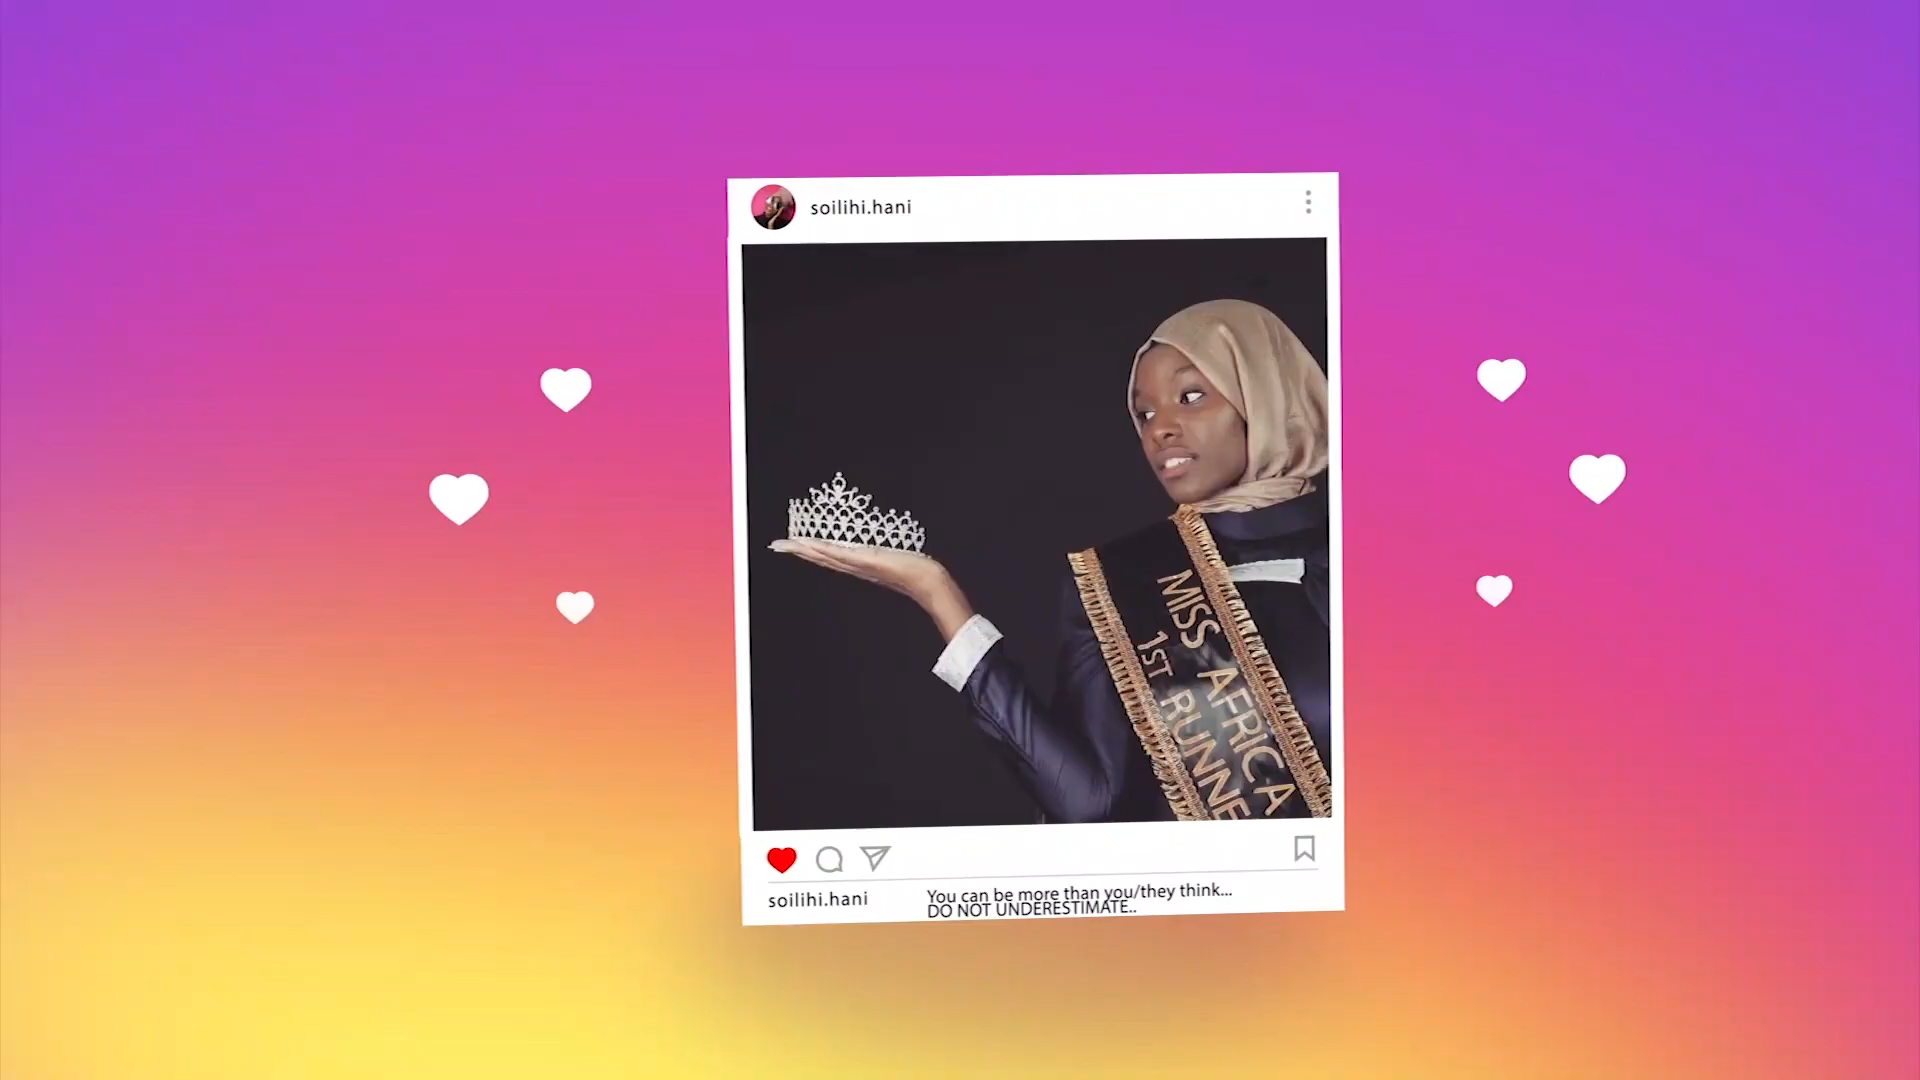 soilihi.hani
MISS AFRICA
1ST RUNNE
soilihi.hani
You can be more than you/they think...
DO NOT UNDERESTIMATE..